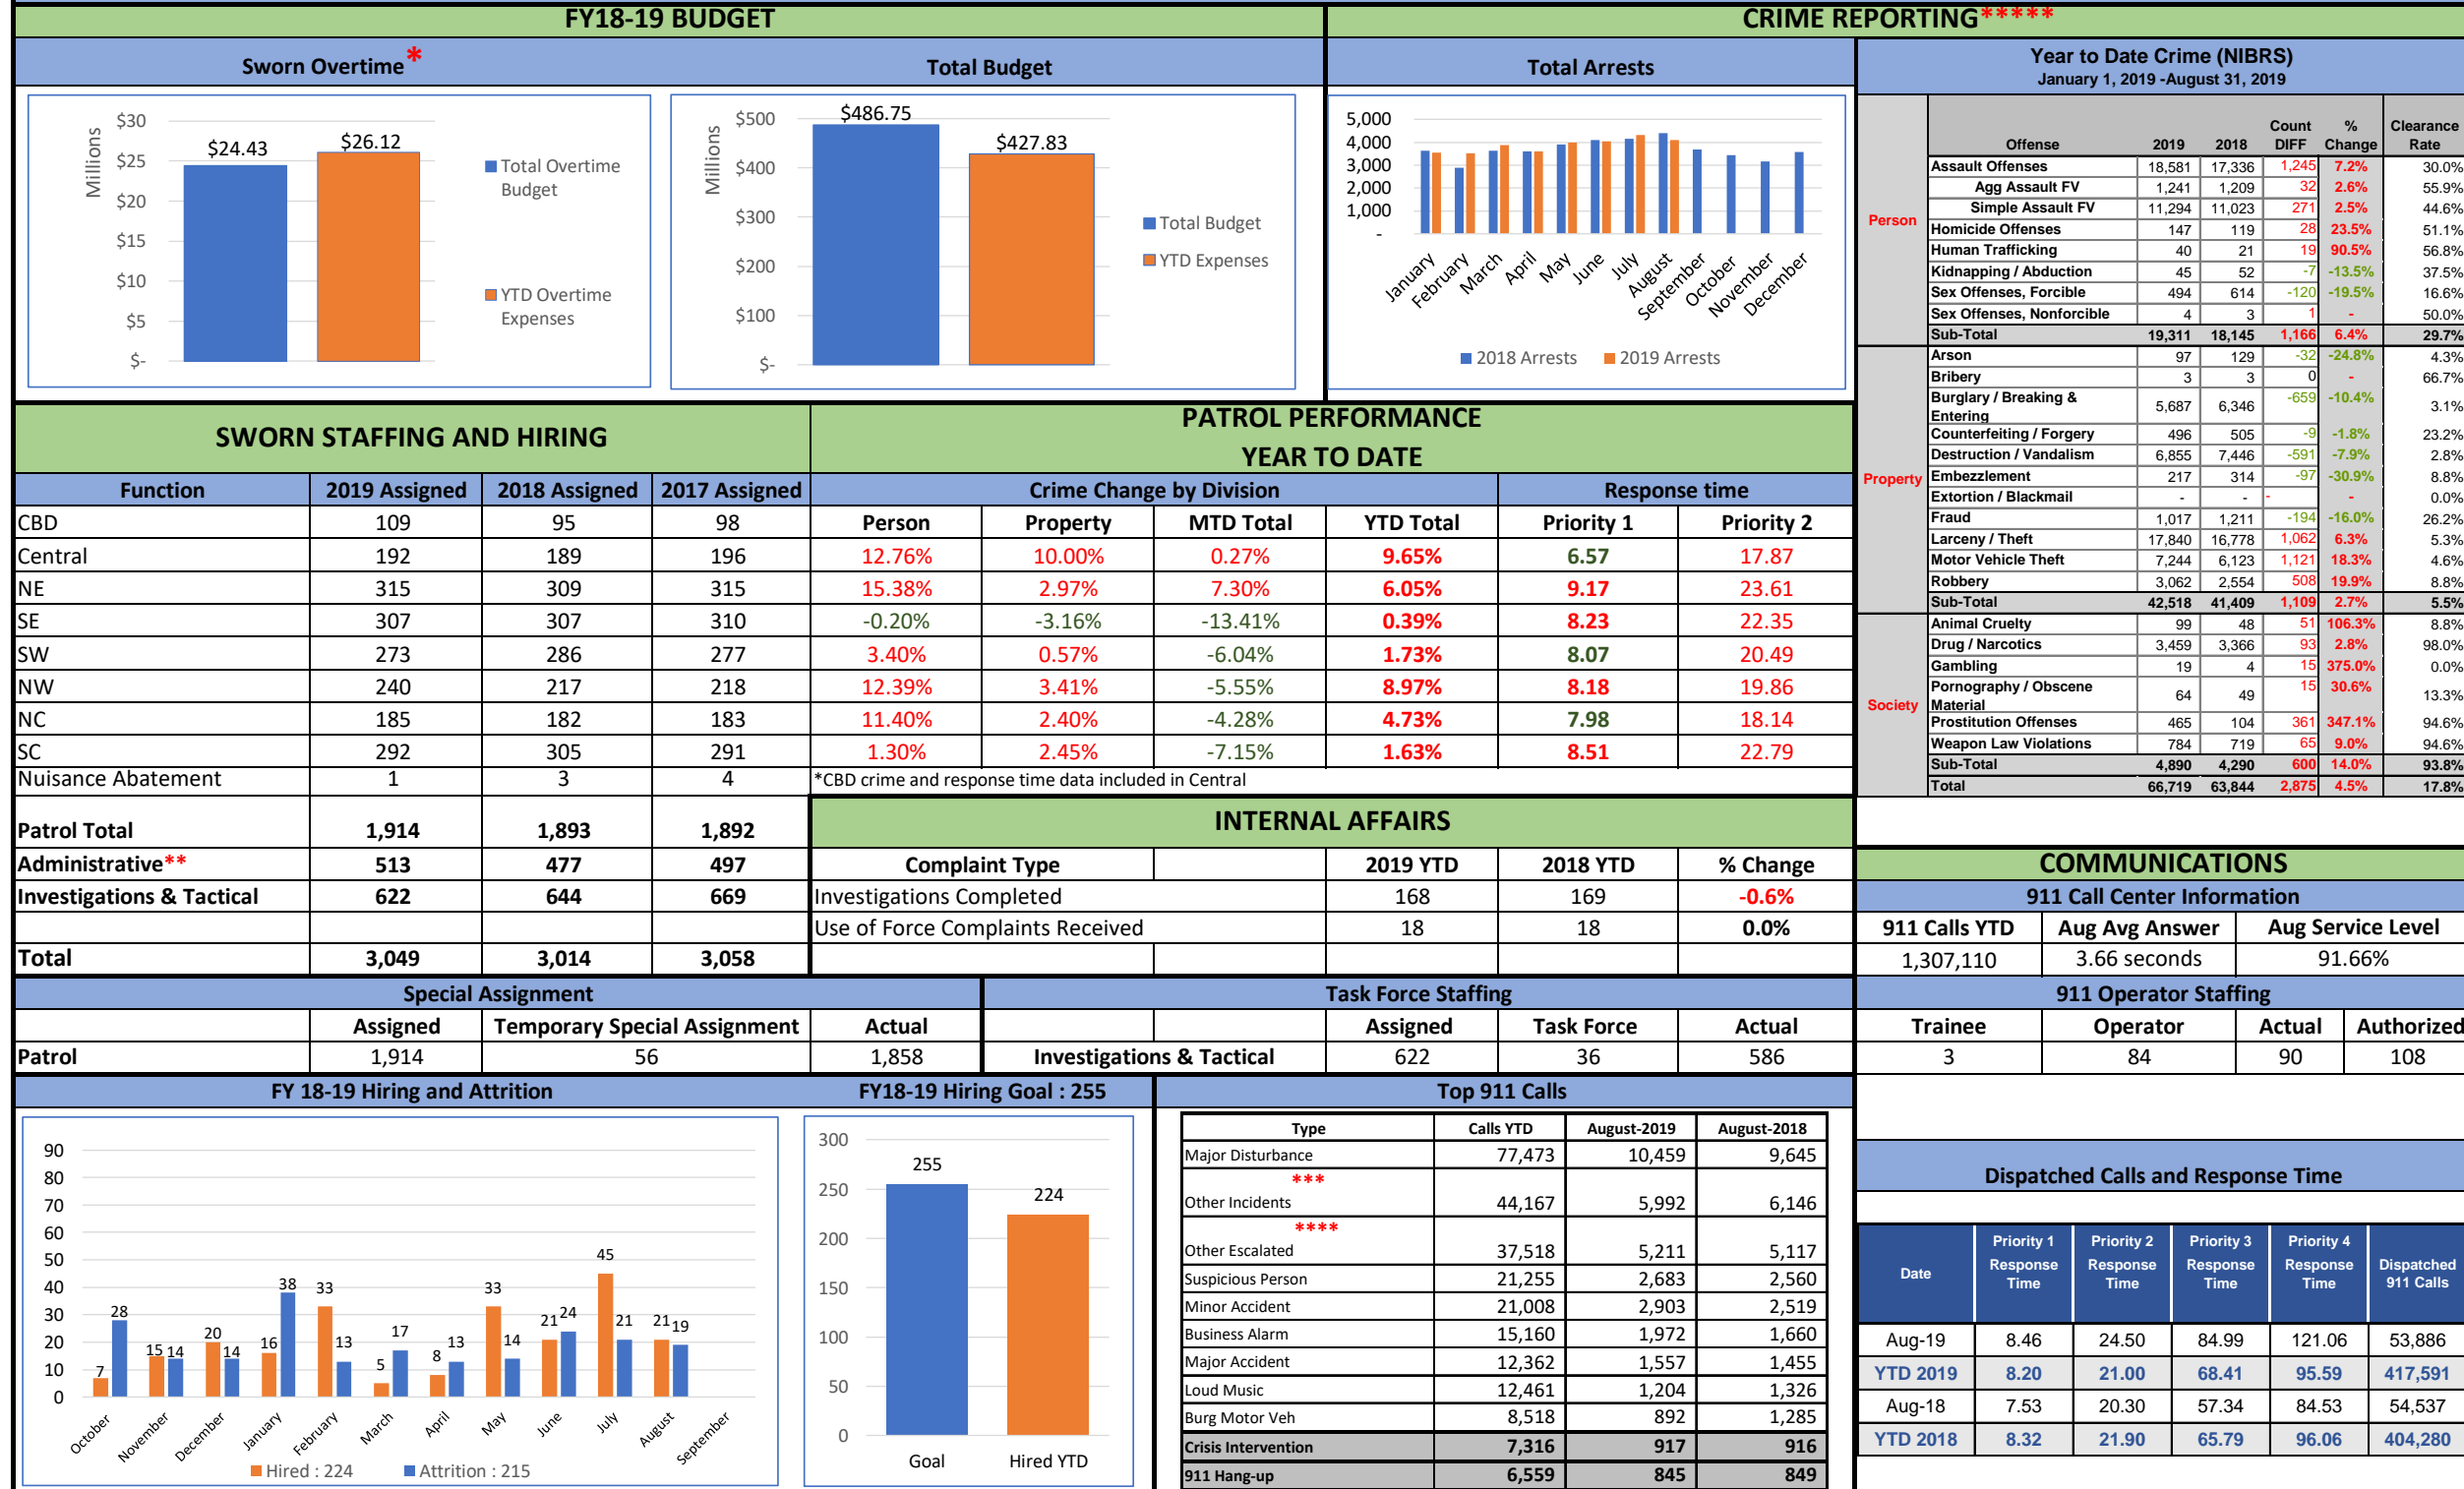 FY18-19 BUDGET
CRIME REPORTING*****
Sworn Overtime*
Total Budget
Total Arrests
Year to Date Crime (NIBRS)
January 1, 2019 -August 31, 2019
Millions
$30
$25
$20
$15
$10
$5
$-
$24.43
$26.12
Total Overtime Budget
YTD Overtime Expenses
Millions
$500
$400
$300
$200
$100
$-
$486.75
$427.83
Total Budget
YTD Expenses
5,000
4,000
3,000
2,000
1,000
-
January February March April May June July August September October November December
2018 Arrests 2019 Arrests
Offense 2019 2018 Count DIFF % Change Clearance Rate
Person
Assault Offenses 18,581 17,336 1,245 7.2% 30.0%
Agg Assault FV 1,241 1,209 32 2.6% 55.9%
Simple Assault FV 11,294 11,023 271 2.5% 44.6%
Homicide Offenses 147 119 28 23.5% 51.1%
Human Trafficking 40 21 19 90.5% 56.8%
Kidnapping / Abduction 45 52 -7 -13.5% 37.5%
Sex Offenses, Forcible 494 614 -120 -19.5% 16.6%
Sex Offenses, Nonforcible 4 3 1 - 50.0%
Sub-Total 19,311 18,145 1,166 6.4% 29.7%
Property
Arson 97 129 -32 -24.8% 4.3%
Bribery 3 3 0 - 66.7%
Burglary / Breaking & Entering 5,687 6,346 -659 -10.4% 3.1%
Counterfeiting / Forgery 496 505 -9 -1.8% 23.2%
Destruction / Vandalism 6,855 7,446 -591 -7.9% 2.8%
Embezzlement 217 314 -97 -30.9% 8.8%
Extortion / Blackmail - - - - 0.0%
Fraud 1,017 1,211 -194 -16.0% 26.2%
Larceny / Theft 17,840 16,778 1,062 6.3% 5.3%
Motor Vehicle Theft 7,244 6,123 1,121 18.3% 4.6%
Robbery 3,062 2,554 508 19.9% 8.8%
Sub-Total 42,518 41,409 1,109 2.7% 5.5%
Society
Animal Cruelty 99 48 51 106.3% 8.8%
Drug / Narcotics 3,459 3,366 93 2.8% 98.0%
Gambling 19 4 15 375.0% 0.0%
Pornography / Obscene Material 64 49 15 30.6% 13.3%
Prostitution Offenses 465 104 361 347.1% 94.6%
Weapon Law Violations 784 719 65 9.0% 94.6%
Sub-Total 4,890 4,290 600 14.0% 93.8%
Total 66,719 63,844 2,875 4.5% 17.8%
SWORN STAFFING AND HIRING
Function 2019 Assigned 2018 Assigned 2017 Assigned
CBD 109 95 98
Central 192 189 196
NE 315 309 315
SE 307 307 310
SW 273 286 277
NW 240 217 218
NC 185 182 183
SC 292 305 291
Nuisance Abatement 1 3 4
Patrol Total 1,914 1,893 1,892
Administrative** 513 477 497
Investigations & Tactical 622 644 669
Total 3,049 3,014 3,058
PATROL PERFORMANCE
YEAR TO DATE
Crime Change by Division Response time
Person Property MTD Total YTD Total Priority 1 Priority 2
12.76% 10.00% 0.27% 9.65% 6.57 17.87
15.38% 2.97% 7.30% 6.05% 9.17 23.61
-0.20% -3.16% -13.41% 0.39% 8.23 22.35
3.40% 0.57% -6.04% 1.73% 8.07 20.49
12.39% 3.41% -5.55% 8.97% 8.18 19.86
11.40% 2.40% -4.28% 4.73% 7.98 18.14
1.30% 2.45% -7.15% 1.63% 8.51 22.79
*CBD crime and response time data included in Central
INTERNAL AFFAIRS
Complaint Type 2019 YTD 2018 YTD % Change
Investigations Completed 168 169 -0.6%
Use of Force Complaints Received 18 18 0.0%
COMMUNICATIONS
911 Call Center Information
911 Calls YTD Aug Avg Answer Aug Service Level
1,307,110 3.66 seconds 91.66%
911 Operator Staffing
Trainee Operator Actual Authorized
3 84 90 108
Special Assignment
Assigned Temporary Special Assignment Actual
Patrol 1,914 56 1,858
Task Force Staffing
Assigned Task Force Actual
Investigations & Tactical 622 36 586
FY 18-19 Hiring and Attrition
90
80
70
60
50
40
30
20
10
0
7 28 15 14 20 14 16 38 33 13 5 17 8 13 33 14 21 24 45 21 21 19
October November December January February March April May June July August September
Hired : 224 Attrition : 215
FY18-19 Hiring Goal : 255
300
250
200
150
100
50
0
255
224
Goal Hired YTD
Top 911 Calls
Type Calls YTD August-2019 August-2018
Major Disturbance 77,473 10,459 9,645
***
Other Incidents 44,167 5,992 6,146
****
Other Escalated 37,518 5,211 5,117
Suspicious Person 21,255 2,683 2,560
Minor Accident 21,008 2,903 2,519
Business Alarm 15,160 1,972 1,660
Major Accident 12,362 1,557 1,455
Loud Music 12,461 1,204 1,326
Burg Motor Veh 8,518 892 1,285
Crisis Intervention 7,316 917 916
911 Hang-up 6,559 845 849
Dispatched Calls and Response Time
Date Priority 1 Response Time Priority 2 Response Time Priority 3 Response Time Priority 4 Response Time Dispatched 911 Calls
Aug-19 8.46 24.50 84.99 121.06 53,886
YTD 2019 8.20 21.00 68.41 95.59 417,591
Aug-18 7.53 20.30 57.34 84.53 54,537
YTD 2018 8.32 21.90 65.79 96.06 404,280